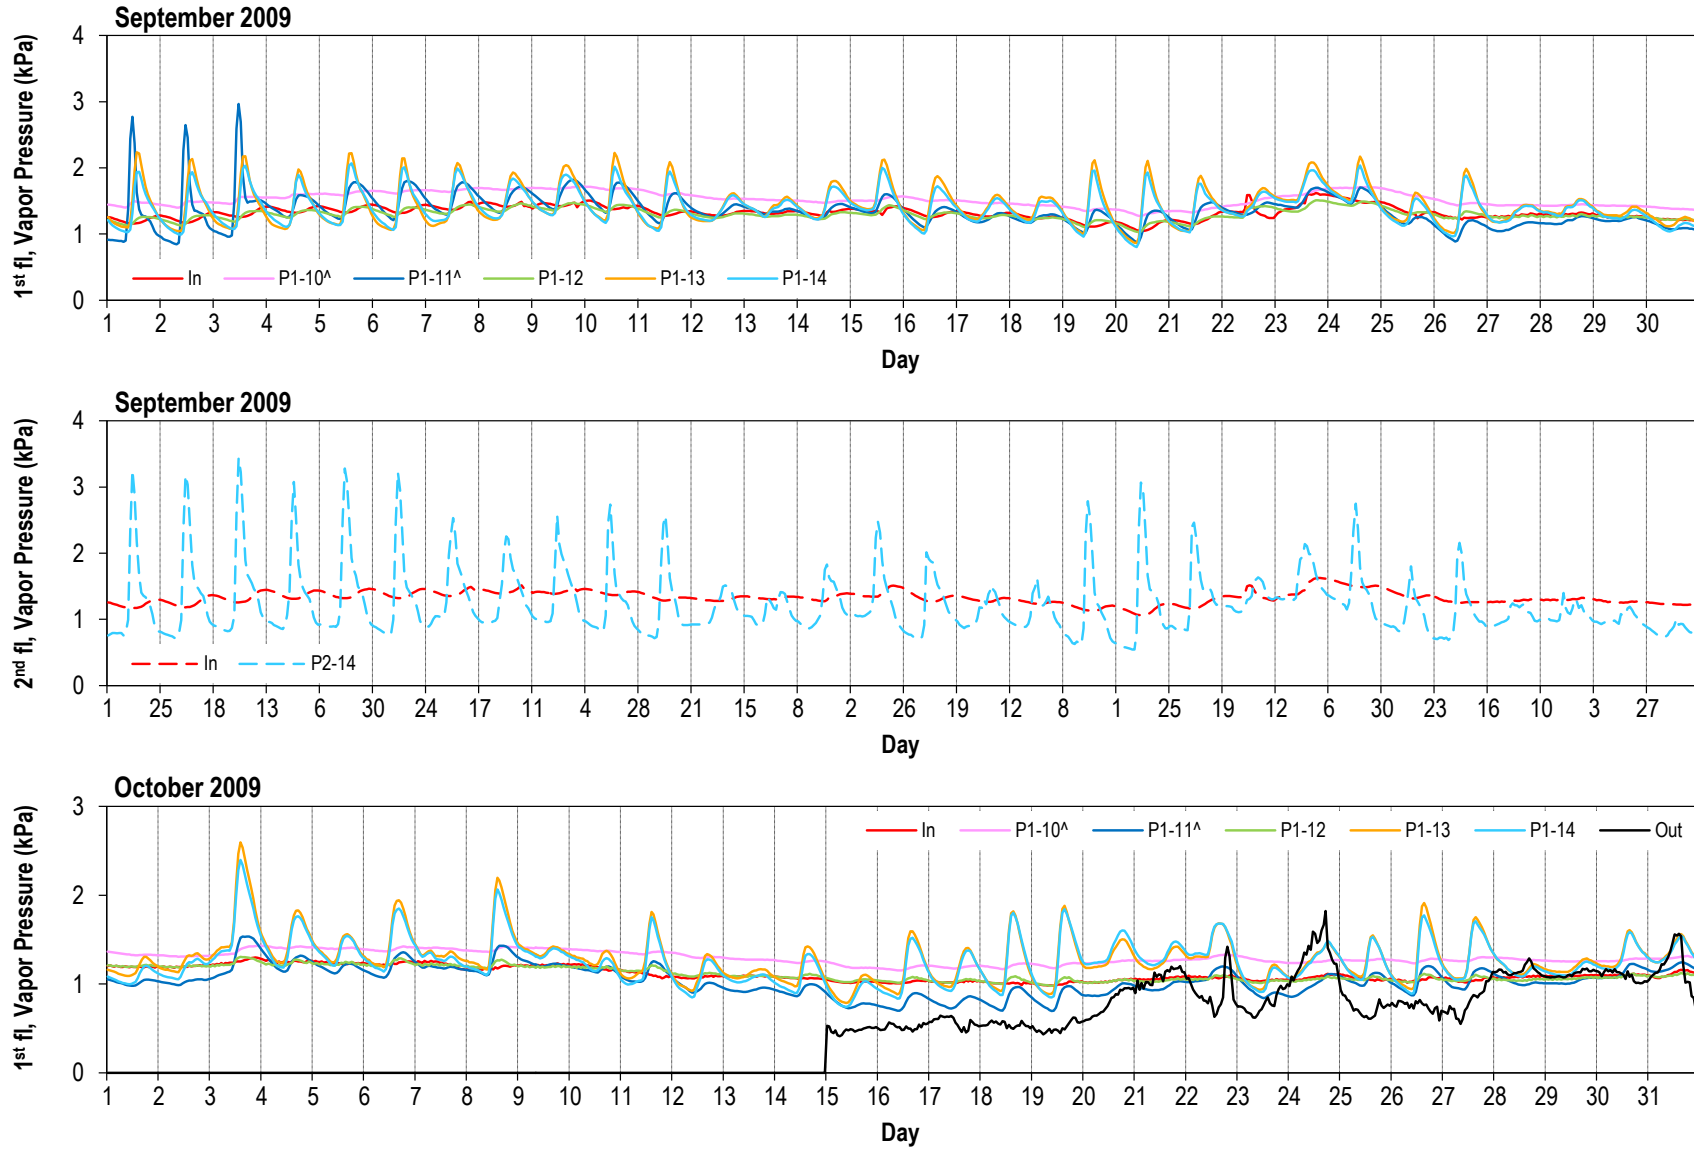 September 2009
1st fl, Vapor Pressure (kPa)
4
3
2
1
0
In P1-10^ P1-11^ P1-12 P1-13 P1-14
1 2 3 4 5 6 7 8 9 10 11 12 13 14 15 16 17 18 19 20 21 22 23 24 25 26 27 28 29 30
Day
September 2009
2nd fl, Vapor Pressure (kPa)
4
3
2
1
0
In P2-14
1 25 18 13 6 30 24 17 11 4 28 21 15 8 2 26 19 12 8 1 25 19 12 6 30 23 16 10 3 27
Day
October 2009
1st fl, Vapor Pressure (kPa)
3
2
1
0
In P1-10^ P1-11^ P1-12 P1-13 P1-14 Out
1 2 3 4 5 6 7 8 9 10 11 12 13 14 15 16 17 18 19 20 21 22 23 24 25 26 27 28 29 30 31
Day